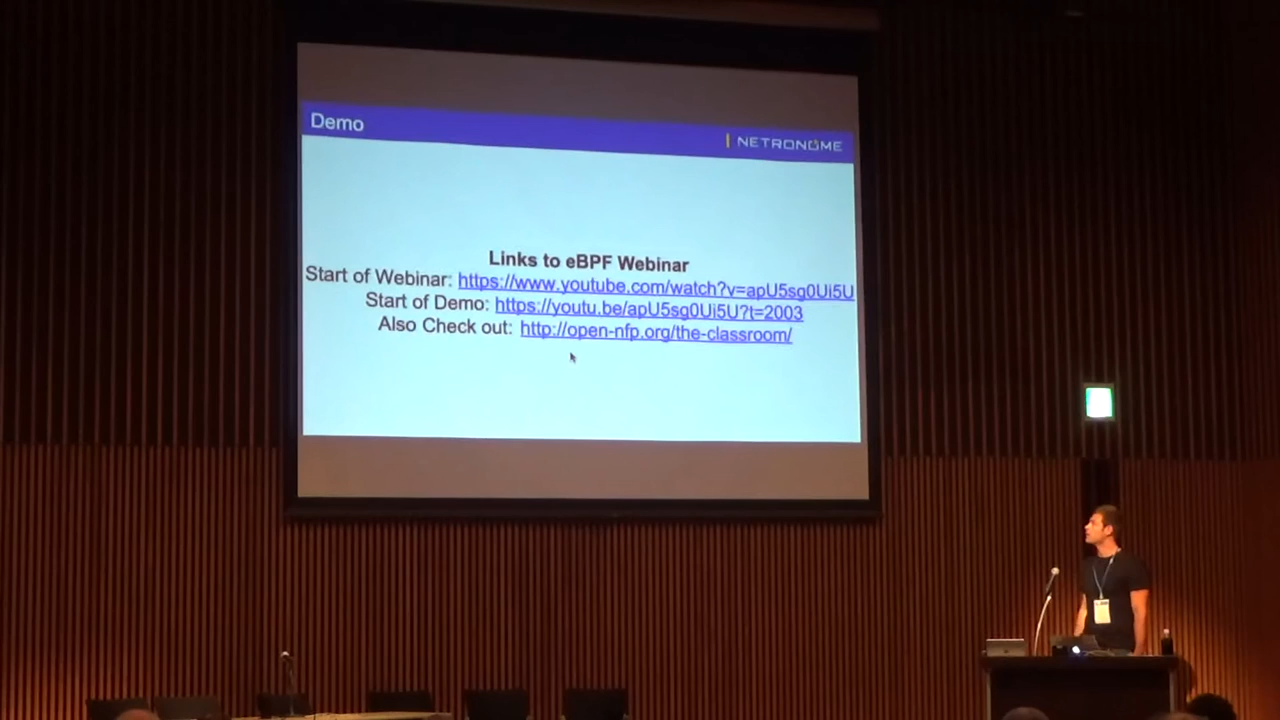 Demo
NETRONOME
Links to eBPF Webinar
Start of Webinar: https://www.youtube.com/watch?v=apU5sg0Ui5U
Start of Demo: https://youtu.be/apU5sg0Ui5U?t=2003
Also Check out: http://open-nfp.org/the-classroom/